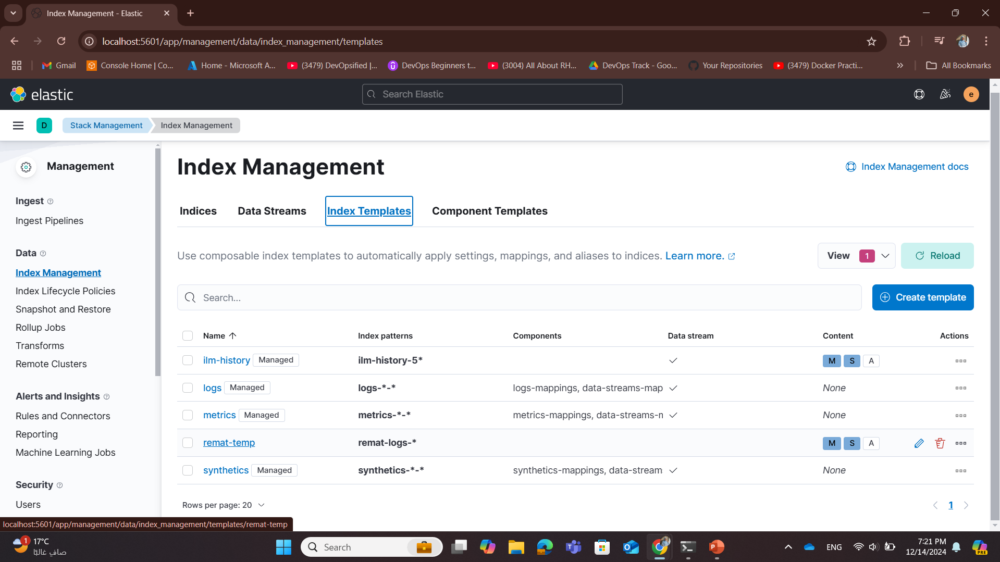 Index Management - Elastic
localhost:5601/app/management/data/index_management/templates
Gmail
Console Home | Co...
Home - Microsoft A...
(3479) DevOpsified |...
DevOps Beginners t...
(3004) All About RH...
DevOps Track - Goo...
Your Repositories
(3479) Docker Practi...
All Bookmarks
elastic
Search Elastic
e
D
Stack Management
Index Management
Management
Ingest
Ingest Pipelines
Data
Index Management
Index Lifecycle Policies
Snapshot and Restore
Rollup Jobs
Transforms
Remote Clusters
Alerts and Insights
Rules and Connectors
Reporting
Machine Learning Jobs
Security
Users
Index Management
Index Management docs
Indices Data Streams Index Templates Component Templates
Use composable index templates to automatically apply settings, mappings, and aliases to indices. Learn more.
View 1
Reload
Search...
Create template
Name Index patterns Components Data stream Content Actions
ilm-history Managed ilm-history-5* M S A
logs Managed logs-*-* logs-mappings, data-streams-map None
metrics Managed metrics-*-* metrics-mappings, data-streams-m None
remat-temp remat-logs-* M S A
synthetics Managed synthetics-*-* synthetics-mappings, data-stream None
Rows per page: 20
1
localhost:5601/app/management/data/index_management/templates/remat-temp
1
17°C
صافٍ غالبًا
Search
ENG
7:21 PM
12/14/2024
PRE